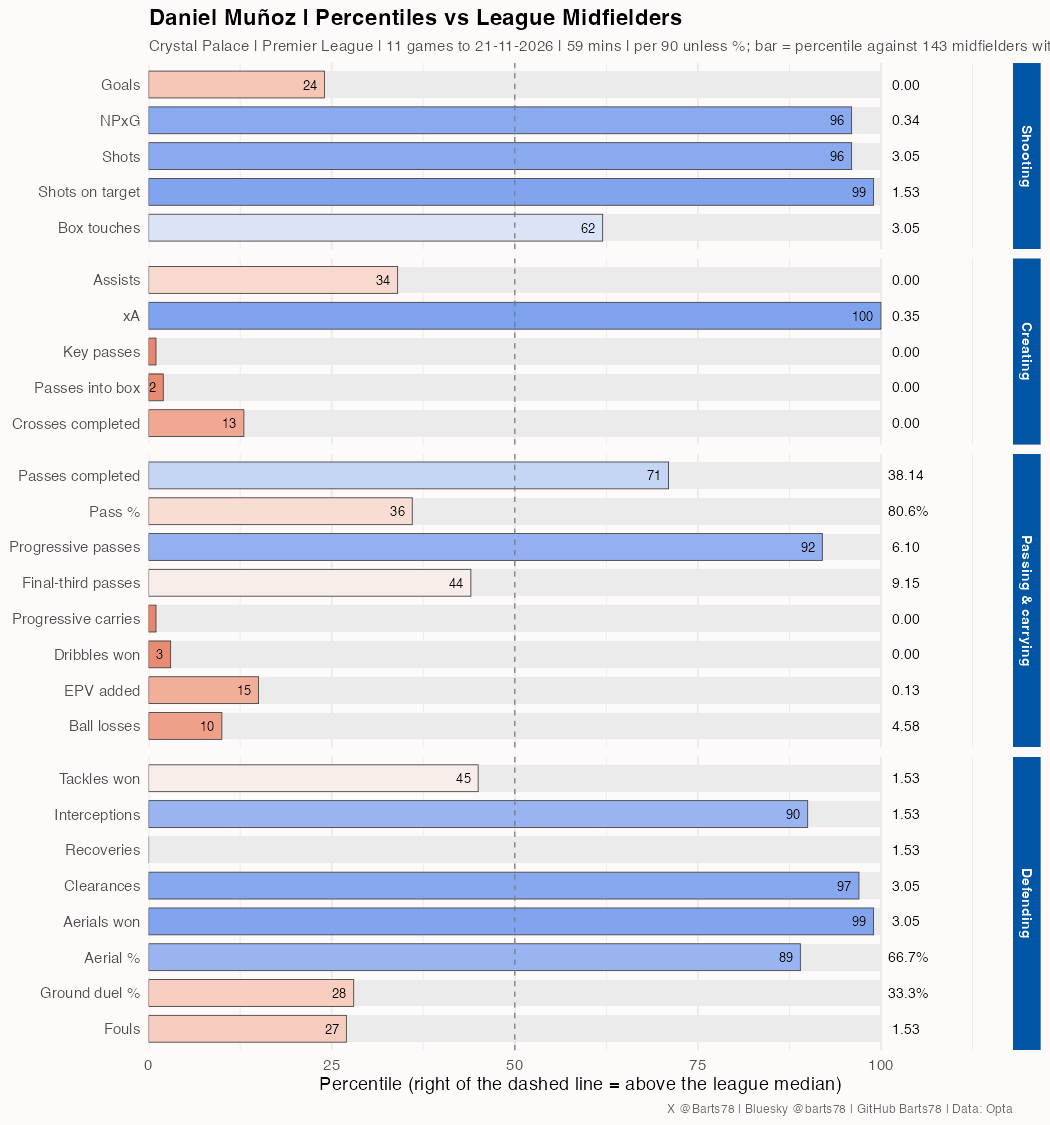 Daniel Muñoz | Percentiles vs League Midfielders
Crystal Palace | Premier League | 11 games to 21-11-2026 | 59 mins | per 90 unless %; bar = percentile against 143 midfielders wit
Goals 24 0.00
NPxG 96 0.34
Shots 96 3.05
Shots on target 99 1.53
Box touches 62 3.05
Shooting
Assists 34 0.00
xA 100 0.35
Key passes 0.00
Passes into box 2 0.00
Crosses completed 13 0.00
Creating
Passes completed 71 38.14
Pass % 36 80.6%
Progressive passes 92 6.10
Final-third passes 44 9.15
Progressive carries 0.00
Dribbles won 3 0.00
EPV added 15 0.13
Ball losses 10 4.58
Passing & carrying
Tackles won 45 1.53
Interceptions 90 1.53
Recoveries 1.53
Clearances 97 3.05
Aerials won 99 3.05
Aerial % 89 66.7%
Ground duel % 28 33.3%
Fouls 27 1.53
Defending
0 25 50 75 100
Percentile (right of the dashed line = above the league median)
X @Barts78 | Bluesky @barts78 | GitHub Barts78 | Data: Opta